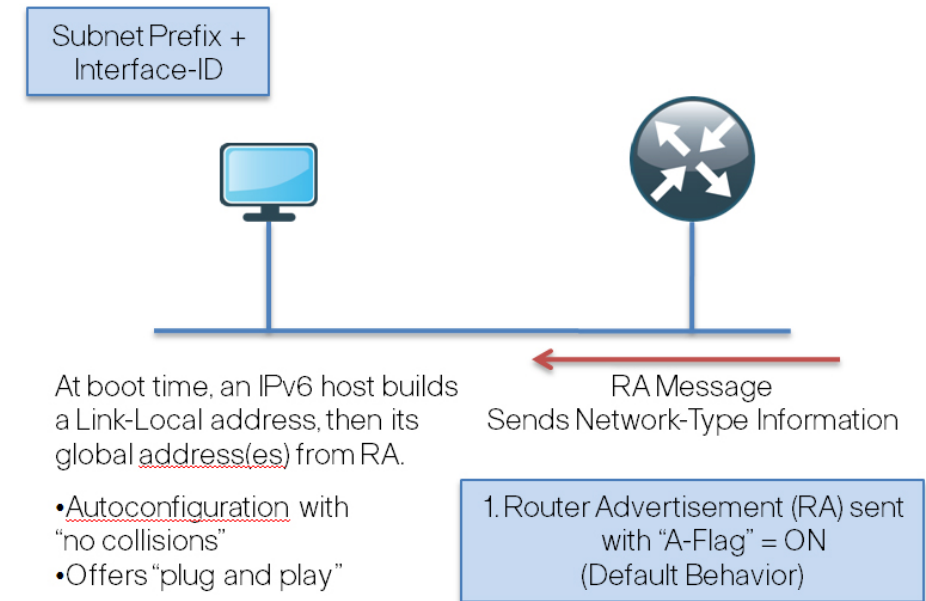 Subnet Prefix +
Interface-ID
At boot time, an IPv6 host builds
a Link-Local address, then its
global address(es) from RA.
•Autoconfiguration with
“no collisions”
•Offers “plug and play”
RA Message
Sends Network-Type Information
1. Router Advertisement (RA) sent
with “A-Flag” = ON
(Default Behavior)